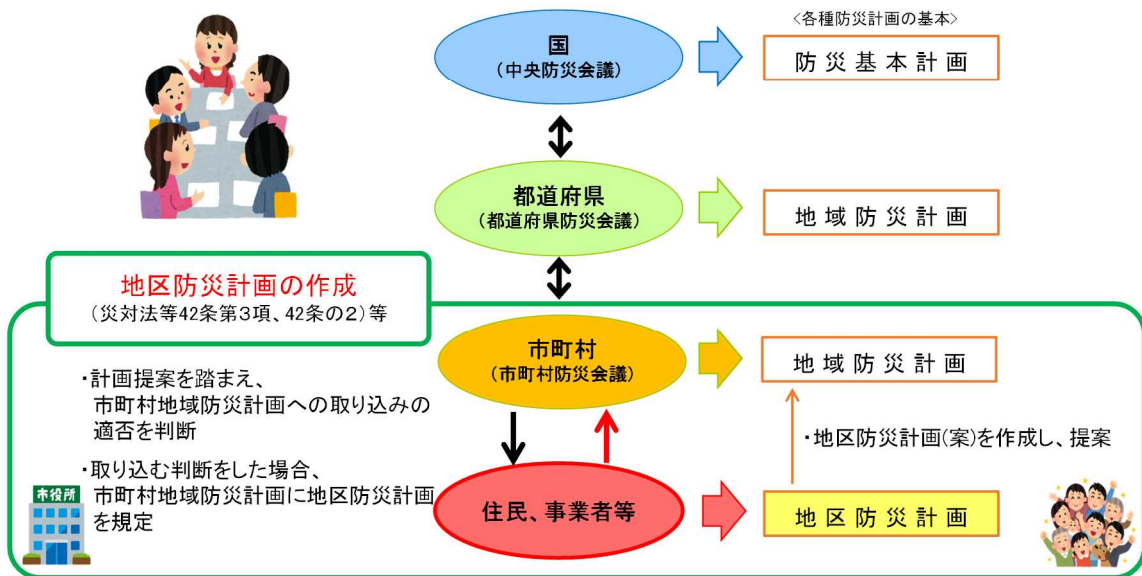 <各種防災計画の基本>
国
(中央防災会議)
防災基本計画
都道府県
(都道府県防災会議)
地域防災計画
地区防災計画の作成
(災対法等42条第3項、42条の2)等
市町村
(市町村防災会議)
地域防災計画
・計画提案を踏まえ、
市町村地域防災計画への取り込みの
適否を判断
・地区防災計画(案)を作成し、提案
・取り込む判断をした場合、
市町村地域防災計画に地区防災計画
を規定
市役所
住民、事業者等
地区防災計画